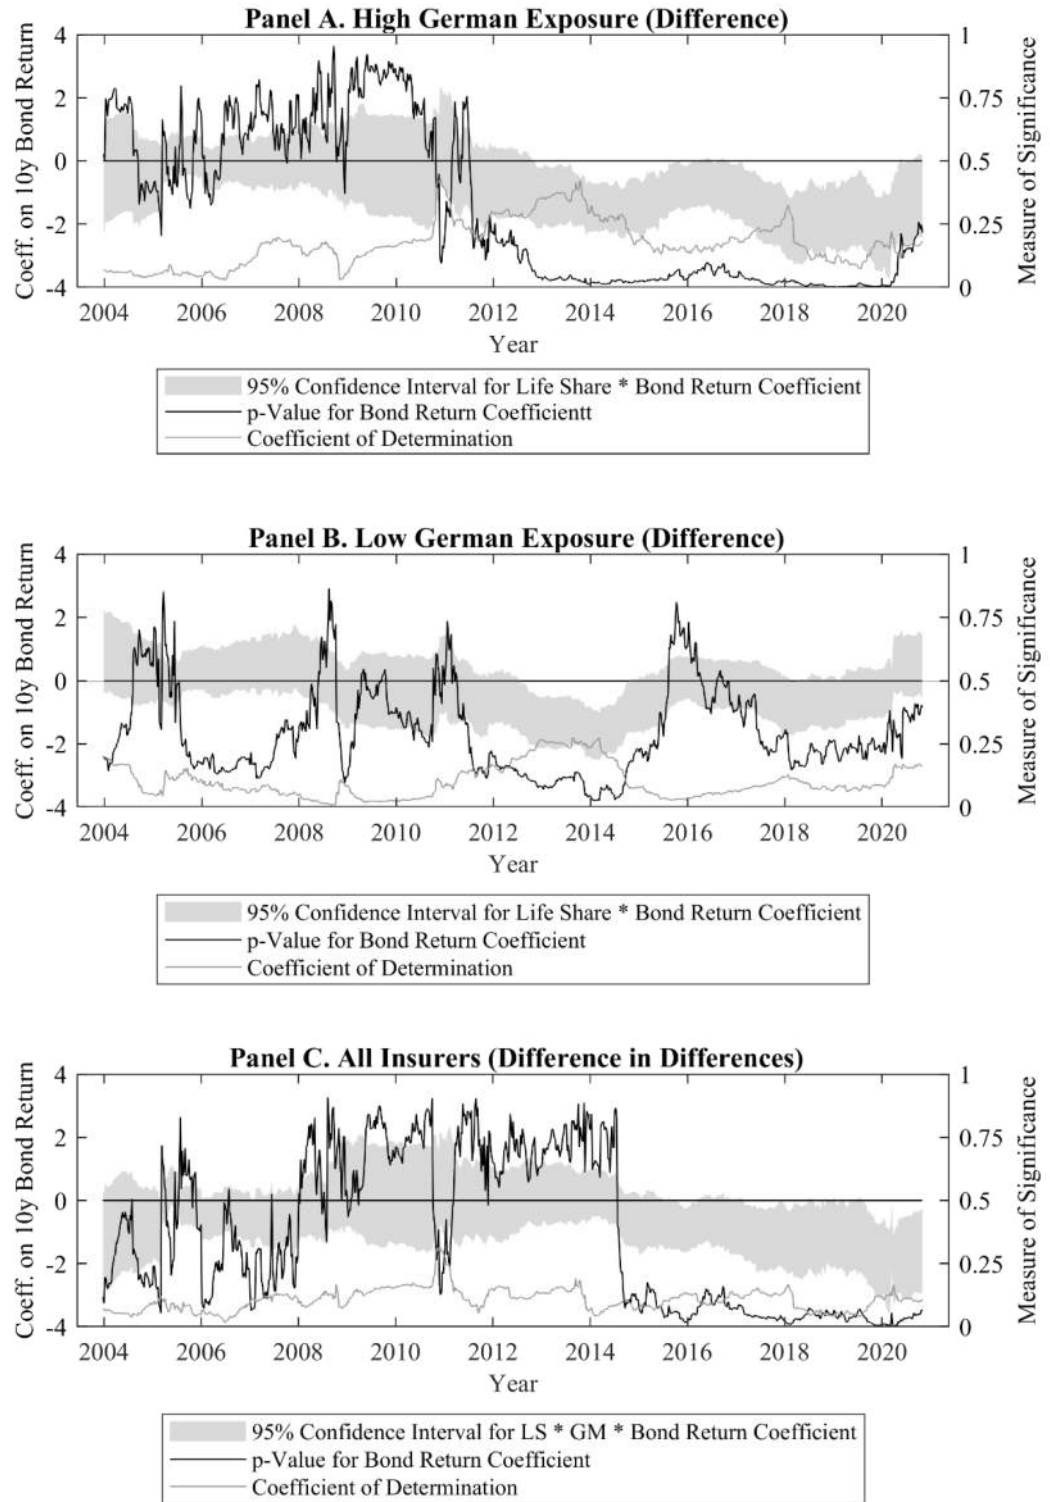 Panel A. High German Exposure (Difference)
Coeff. on 10y Bond Return
4
2
0
-2
-4
1
0.75
0.5
0.25
0
Measure of Significance
2004 2006 2008 2010 2012 2014 2016 2018 2020
Year
95% Confidence Interval for Life Share * Bond Return Coefficient
p-Value for Bond Return Coefficientt
Coefficient of Determination
Panel B. Low German Exposure (Difference)
Coeff. on 10y Bond Return
4
2
0
-2
-4
1
0.75
0.5
0.25
0
Measure of Significance
2004 2006 2008 2010 2012 2014 2016 2018 2020
Year
95% Confidence Interval for Life Share * Bond Return Coefficient
p-Value for Bond Return Coefficient
Coefficient of Determination
Panel C. All Insurers (Difference in Differences)
Coeff. on 10y Bond Return
4
2
0
-2
-4
1
0.75
0.5
0.25
0
Measure of Significance
2004 2006 2008 2010 2012 2014 2016 2018 2020
Year
95% Confidence Interval for LS * GM * Bond Return Coefficient
p-Value for Bond Return Coefficient
Coefficient of Determination